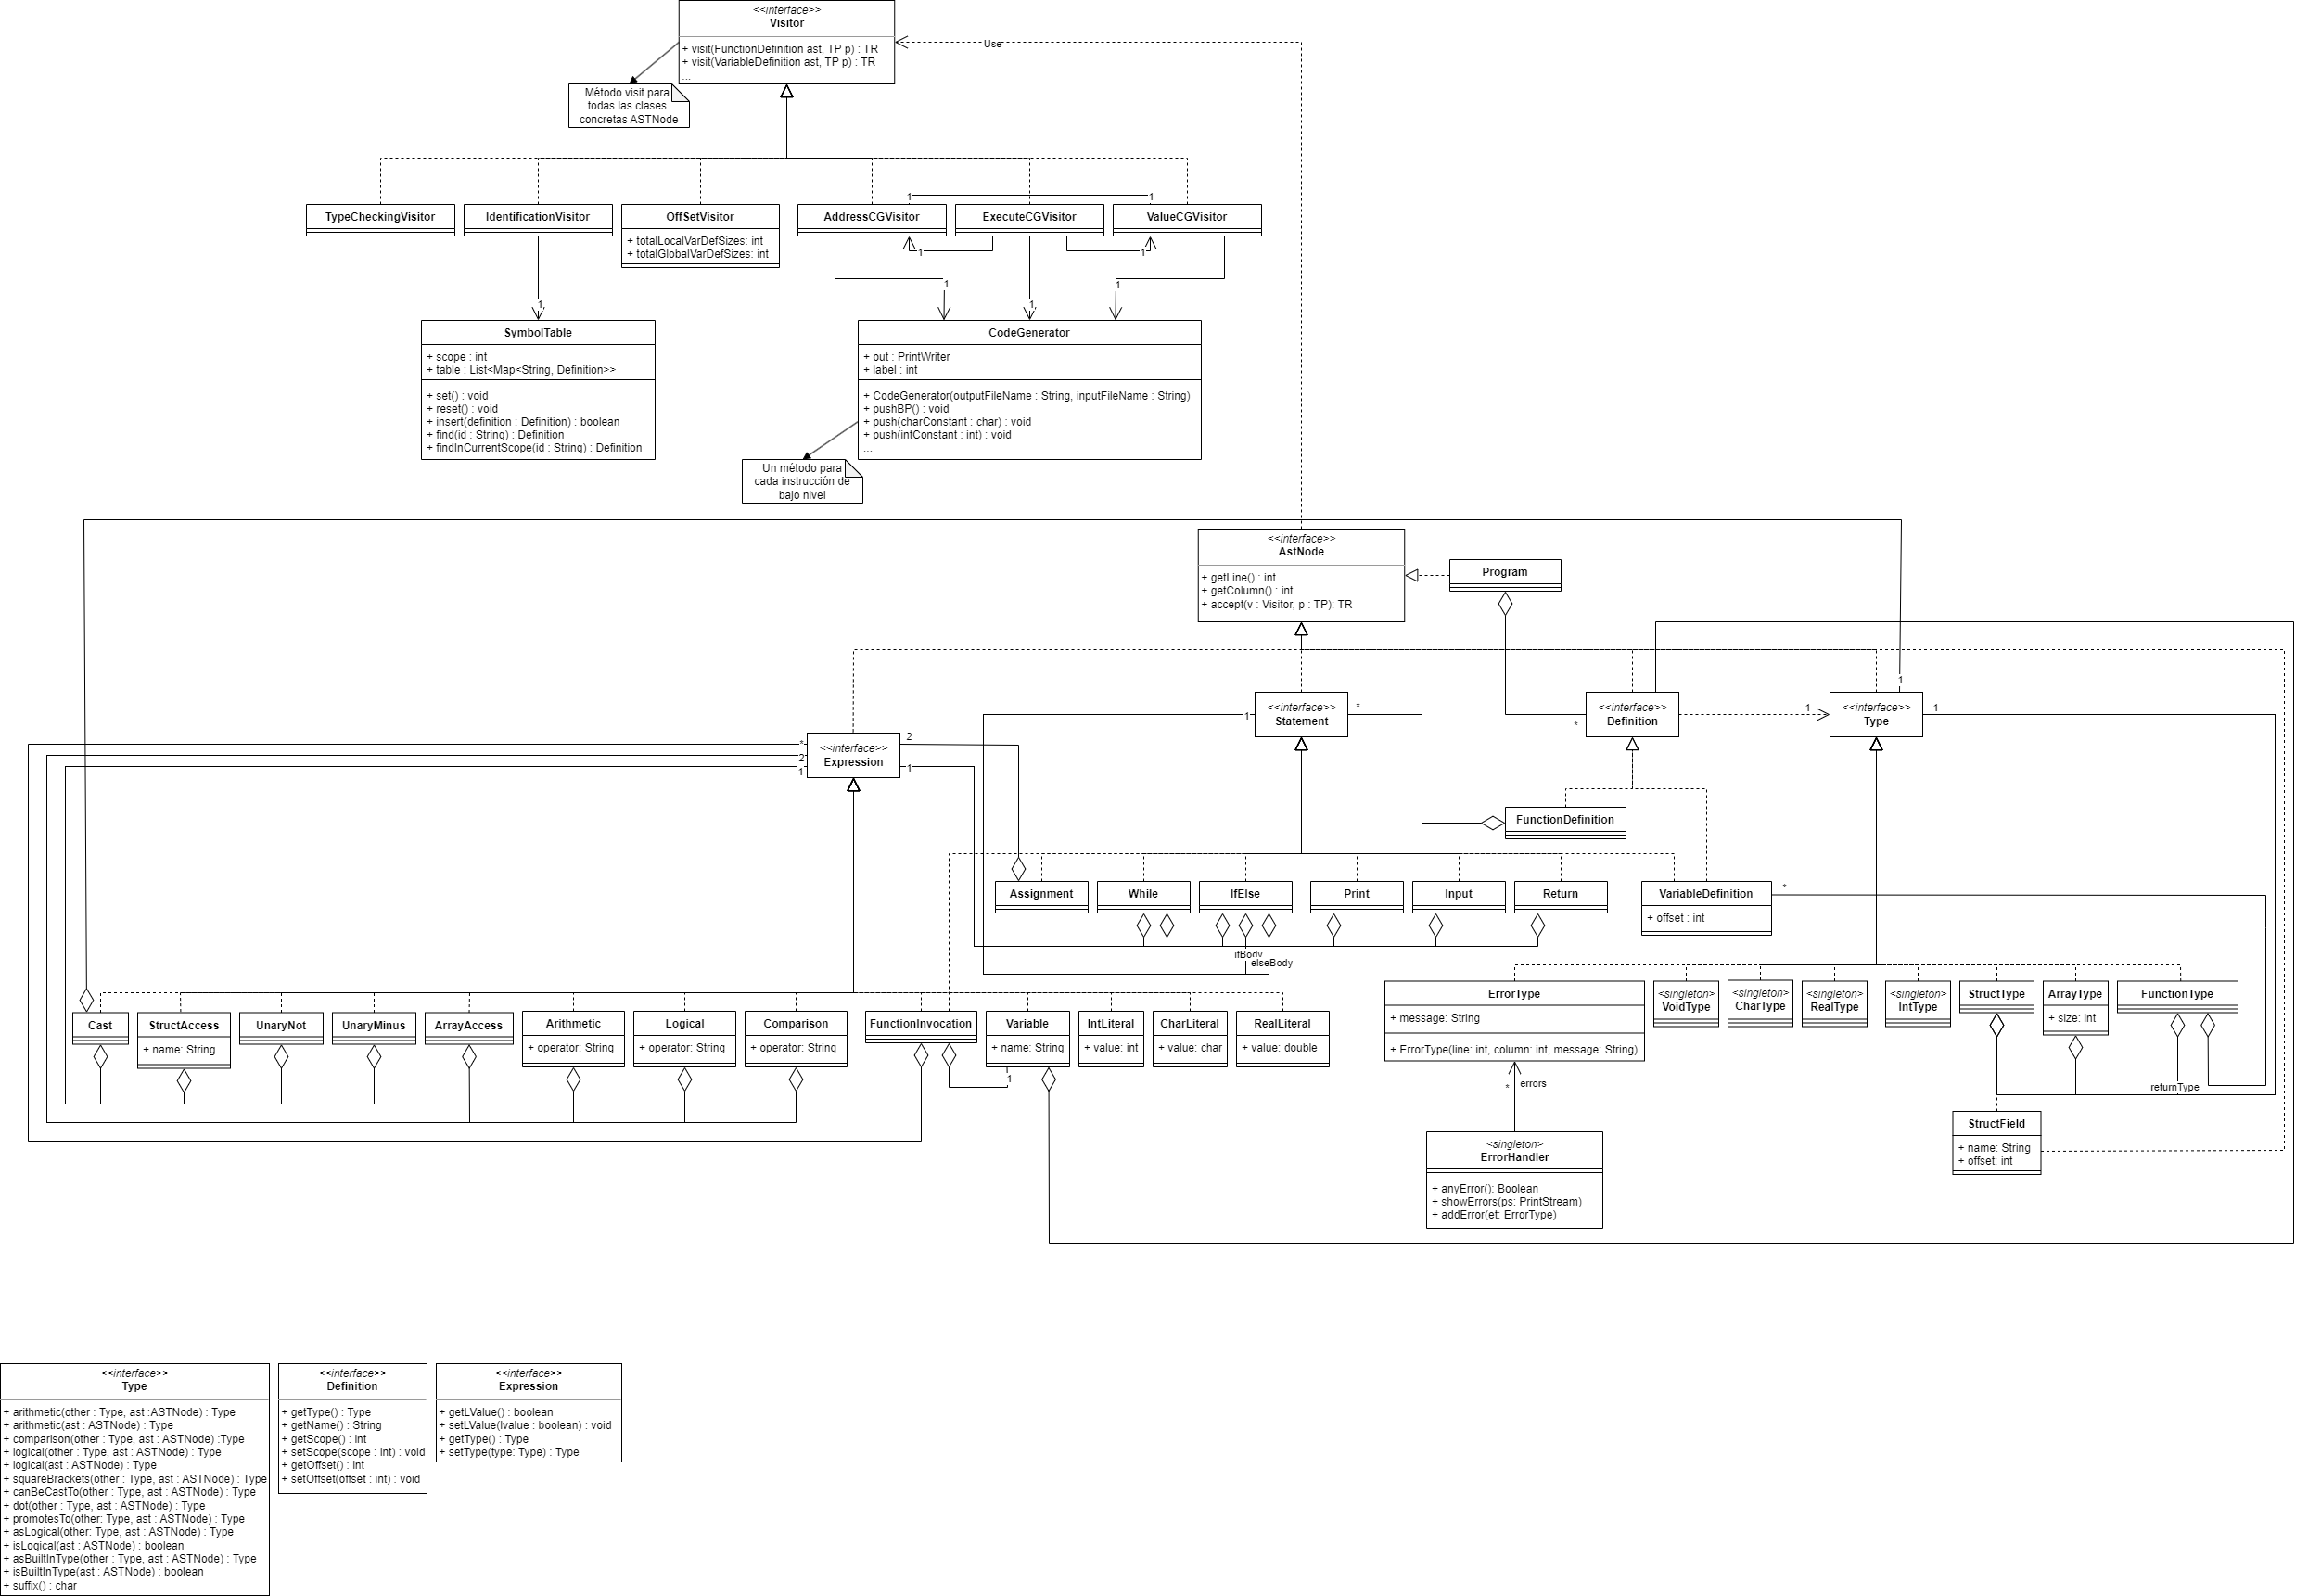 <<interface>>
Visitor
+ visit(FunctionDefinition ast, TP p) : TR
+ visit(VariableDefinition ast, TP p) : TR
...
Use
Método visit para
todas las clases
concretas ASTNode
TypeCheckingVisitor
IdentificationVisitor
OffSetVisitor
+ totalLocalVarDefSizes: int
+ totalGlobalVarDefSizes: int
AddressCGVisitor
ExecuteCGVisitor
ValueCGVisitor
1
1
1
1
1
1
1
1
SymbolTable
+ scope : int
+ table : List<Map<String, Definition>>
+ set() : void
+ reset() : void
+ insert(definition : Definition) : boolean
+ find(id : String) : Definition
+ findInCurrentScope(id : String) : Definition
CodeGenerator
+ out : PrintWriter
+ label : int
+ CodeGenerator(outputFileName : String, inputFileName : String)
+ pushBP() : void
+ push(charConstant : char) : void
+ push(intConstant : int) : void
...
Un método para
cada instrucción de
bajo nivel
<<interface>>
AstNode
+ getLine() : int
+ getColumn() : int
+ accept(v : Visitor, p : TP): TR
Program
1
<<interface>>
Statement
1
*
<<interface>>
Definition
*
1
<<interface>>
Type
1
<<interface>>
Expression
*
2
1
2
1
FunctionDefinition
Assignment
While
IfElse
Print
Input
Return
VariableDefinition
+ offset : int
*
ifBody
elseBody
Cast
StructAccess
+ name: String
UnaryNot
UnaryMinus
ArrayAccess
Arithmetic
+ operator: String
Logical
+ operator: String
Comparison
+ operator: String
FunctionInvocation
Variable
+ name: String
1
IntLiteral
+ value: int
CharLiteral
+ value: char
RealLiteral
+ value: double
ErrorType
+ message: String
+ ErrorType(line: int, column: int, message: String)
<singleton>
VoidType
<singleton>
CharType
<singleton>
RealType
<singleton>
IntType
StructType
ArrayType
+ size: int
FunctionType
returnType
* errors
StructField
+ name: String
+ offset: int
<singleton>
ErrorHandler
+ anyError(): Boolean
+ showErrors(ps: PrintStream)
+ addError(et: ErrorType)
<<interface>>
Type
+ arithmetic(other : Type, ast :ASTNode) : Type
+ arithmetic(ast : ASTNode) : Type
+ comparison(other : Type, ast : ASTNode) :Type
+ logical(other : Type, ast : ASTNode) : Type
+ logical(ast : ASTNode) : Type
+ squareBrackets(other : Type, ast : ASTNode) : Type
+ canBeCastTo(other : Type, ast : ASTNode) : Type
+ dot(other : Type, ast : ASTNode) : Type
+ promotesTo(other: Type, ast : ASTNode) : Type
+ asLogical(other: Type, ast : ASTNode) : Type
+ isLogical(ast : ASTNode) : boolean
+ asBuiltInType(other : Type, ast : ASTNode) : Type
+ isBuiltInType(ast : ASTNode) : boolean
+ suffix() : char
<<interface>>
Definition
+ getType() : Type
+ getName() : String
+ getScope() : int
+ setScope(scope : int) : void
+ getOffset() : int
+ setOffset(offset : int) : void
<<interface>>
Expression
+ getLValue() : boolean
+ setLValue(lvalue : boolean) : void
+ getType() : Type
+ setType(type: Type) : Type